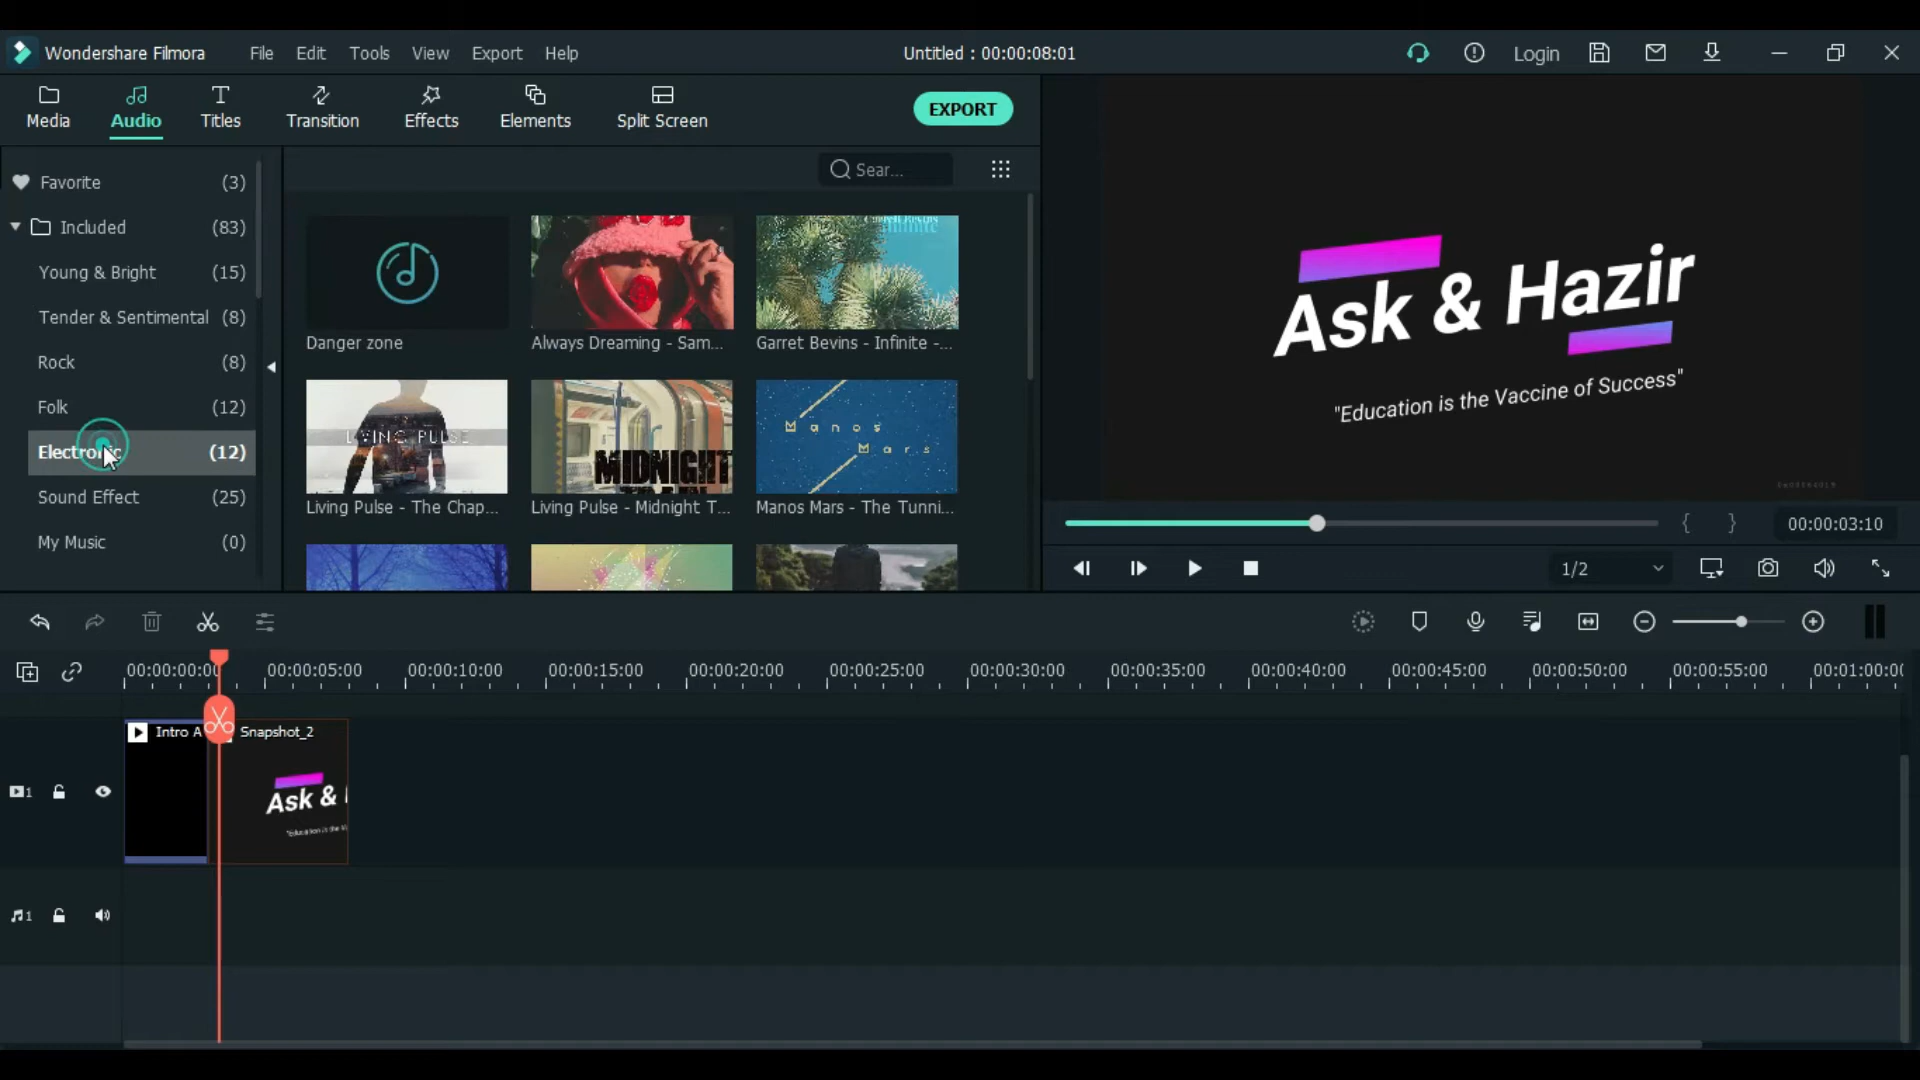 Wondershare Filmora File Edit Tools View Export Help Untitled : 00:00:08:01 Login
Media Audio Titles Transition Effects Elements Split Screen EXPORT
Favorite (3)
Included (83)
Young & Bright (15)
Tender & Sentimental (8)
Rock (8)
Folk (12)
Electronic (12)
Sound Effect (25)
My Music (0)
Sear...
Danger zone
Always Dreaming - Sam...
Garret Bevins - Infinite -...
LIVING PULSE
MIDNIGHT
Manos
Mars
Living Pulse - The Chap...
Living Pulse - Midnight T...
Manos Mars - The Tunni...
Ask & Hazir
"Education is the Vaccine of Success"
{ } 00:00:03:10
1/2
00:00:00:00 00:00:05:00 00:00:10:00 00:00:15:00 00:00:20:00 00:00:25:00 00:00:30:00 00:00:35:00 00:00:40:00 00:00:45:00 00:00:50:00 00:00:55:00 00:01:00:0
Intro A
Snapshot_2
Ask &
1
1